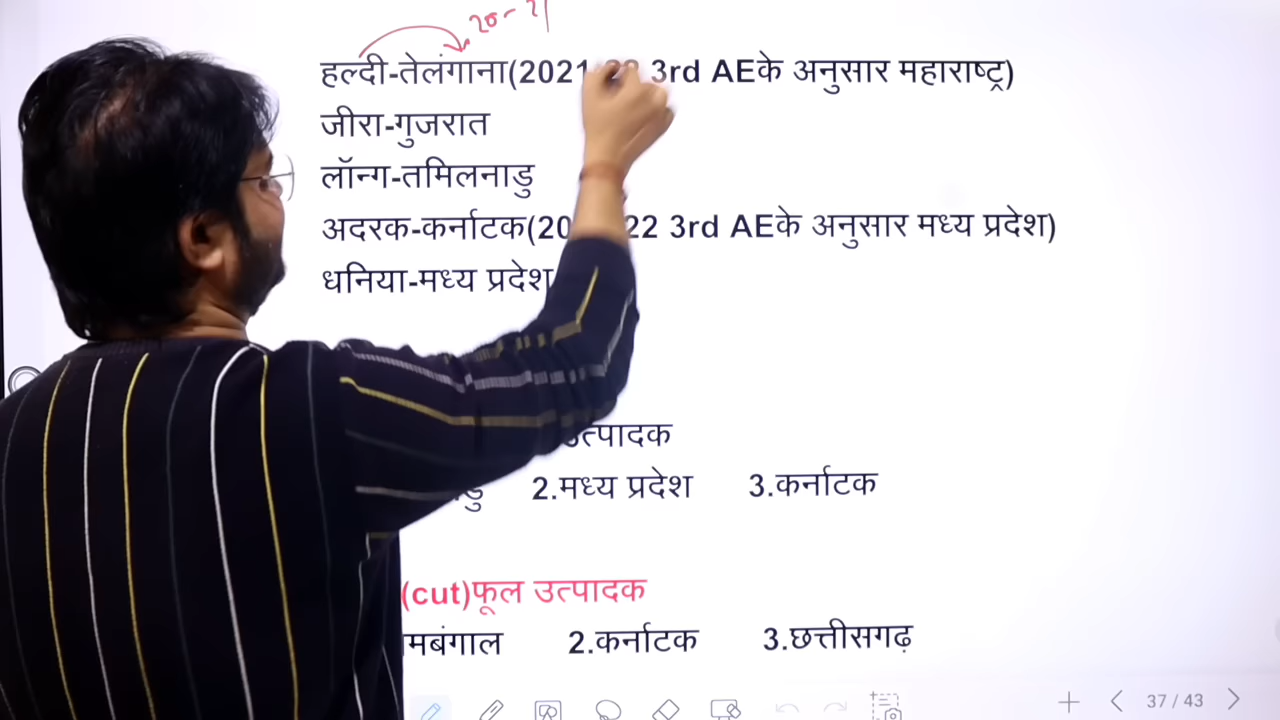 20-21
हल्दी-तेलंगाना(2021 3rd AEके अनुसार महाराष्ट्र)
जीरा-गुजरात
लॉन्ग-तमिलनाडु
अदरक-कर्नाटक(20 22 3rd AEके अनुसार मध्य प्रदेश)
धनिया-मध्य प्रदेश
उत्पादक
2.मध्य प्रदेश 3.कर्नाटक
(cut)फूल उत्पादक
2.कर्नाटक 3.छत्तीसगढ़
37 / 43